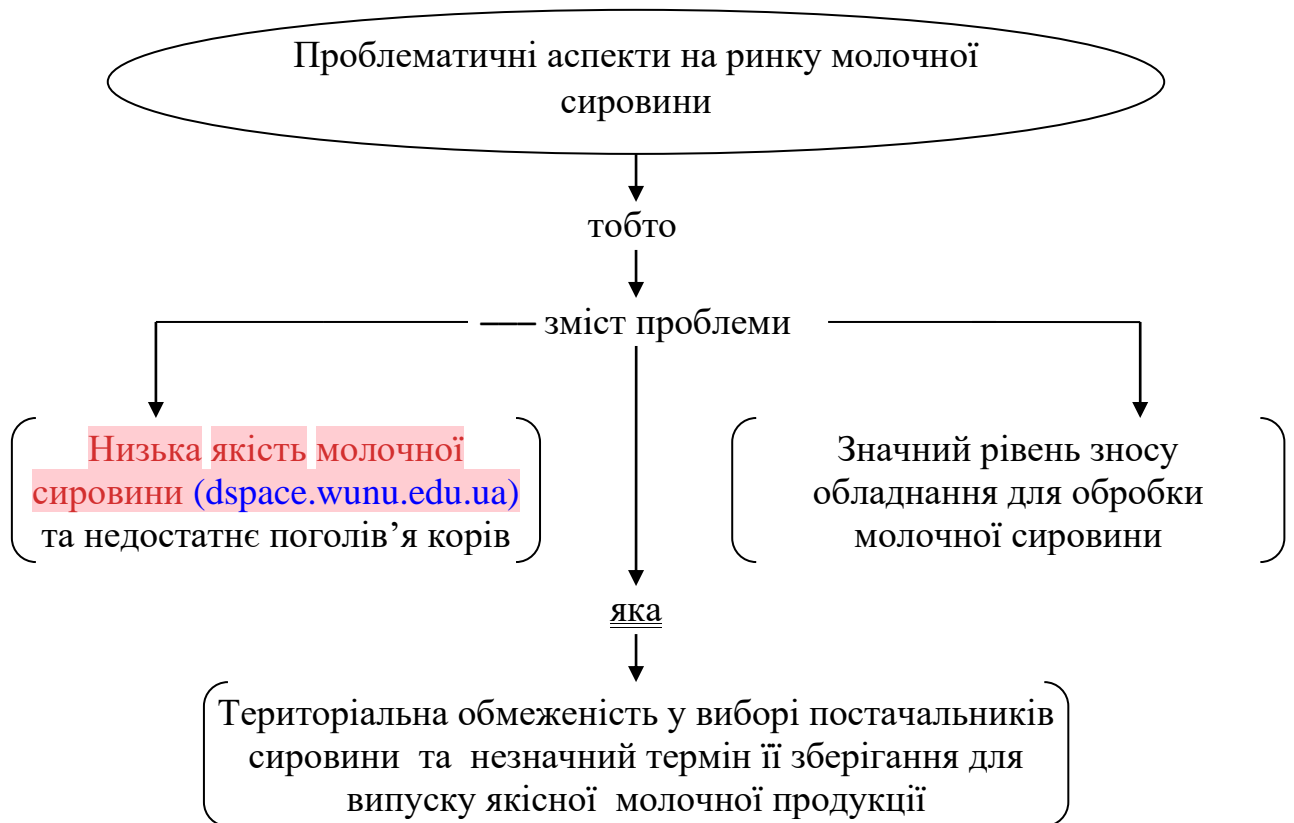 Проблематичні аспекти на ринку молочної
сировини
тобто
зміст проблеми
Низька якість молочної
сировини (dspace.wunu.edu.ua)
та недостатнє поголів’я корів
Значний рівень зносу
обладнання для обробки
молочної сировини
яка
Територіальна обмеженість у виборі постачальників
сировини та незначний термін її зберігання для
випуску якісної молочної продукції